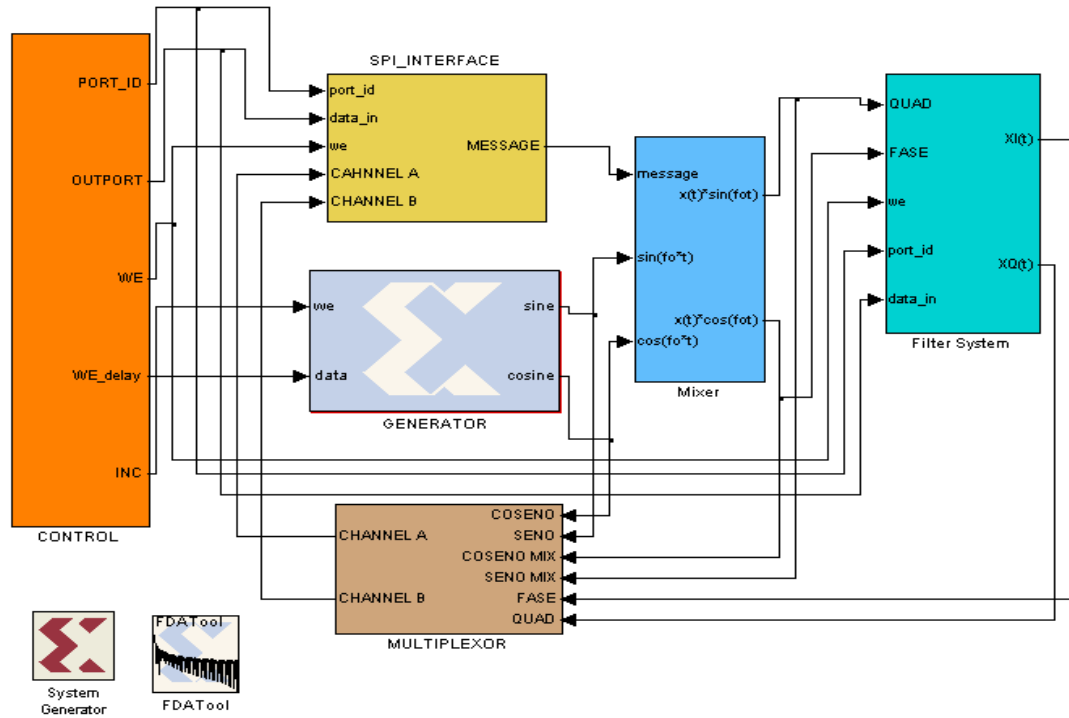 CONTROL
PORT_ID
OUTPORT
WE
WE_delay
INC
SPI_INTERFACE
port_id
data_in
we
CAHNNEL A
CHANNEL B
MESSAGE
we
data
sine
cosine
GENERATOR
message
sin(fo*t)
cos(fo*t)
x(t)*sin(fot)
x(t)*cos(fot)
Mixer
QUAD
FASE
we
port_id
data_in
XI(t)
XQ(t)
Filter System
CHANNEL A
CHANNEL B
COSENO
SENO
COSENO MIX
SENO MIX
FASE
QUAD
MULTIPLEXOR
System
Generator
FDATool
FDATool